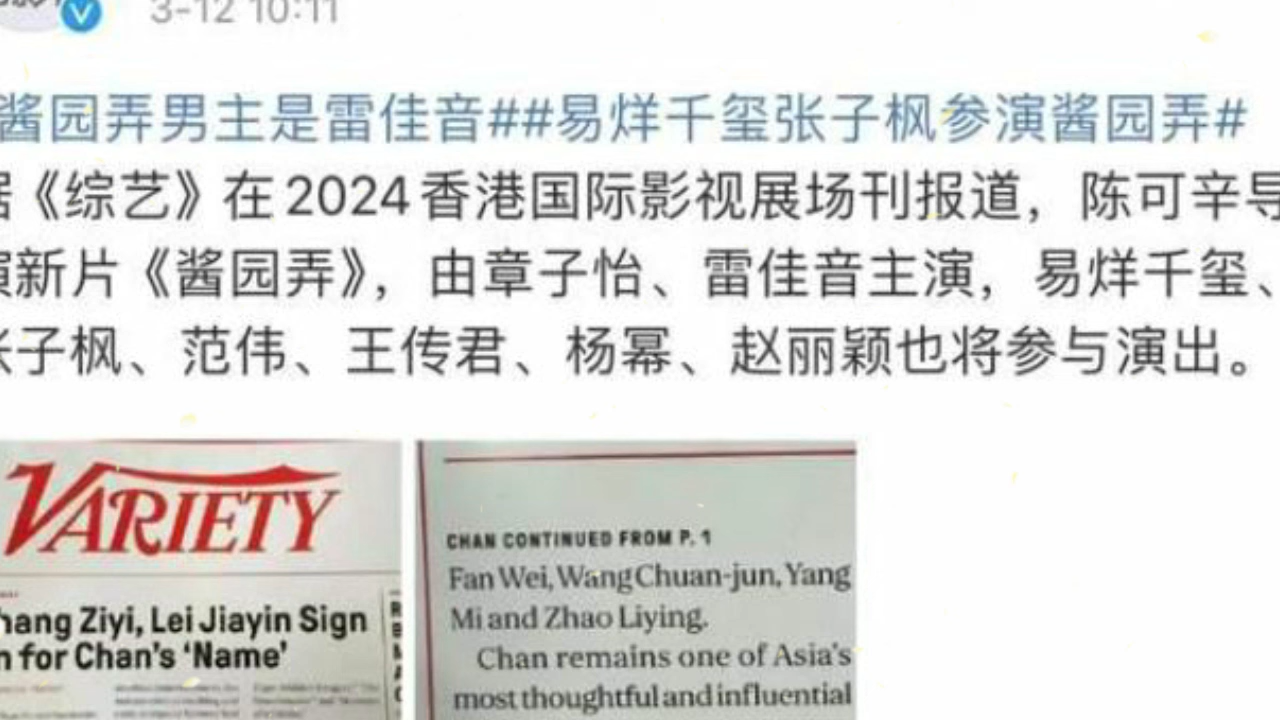 3-12 10:11
酱园弄男主是雷佳音##易烊千玺张子枫参演酱园弄#
据《综艺》在2024香港国际影视展场刊报道，陈可辛导
演新片《酱园弄》，由章子怡、雷佳音主演，易烊千玺、
张子枫、范伟、王传君、杨幂、赵丽颖也将参与演出。
VARIETY
hang Ziyi, Lei Jiayin Sign
n for Chan's ‘Name’
CHAN CONTINUED FROM P. 1
Fan Wei, Wang Chuan-jun, Yang
Mi and Zhao Liying.
Chan remains one of Asia's
most thoughtful and influential